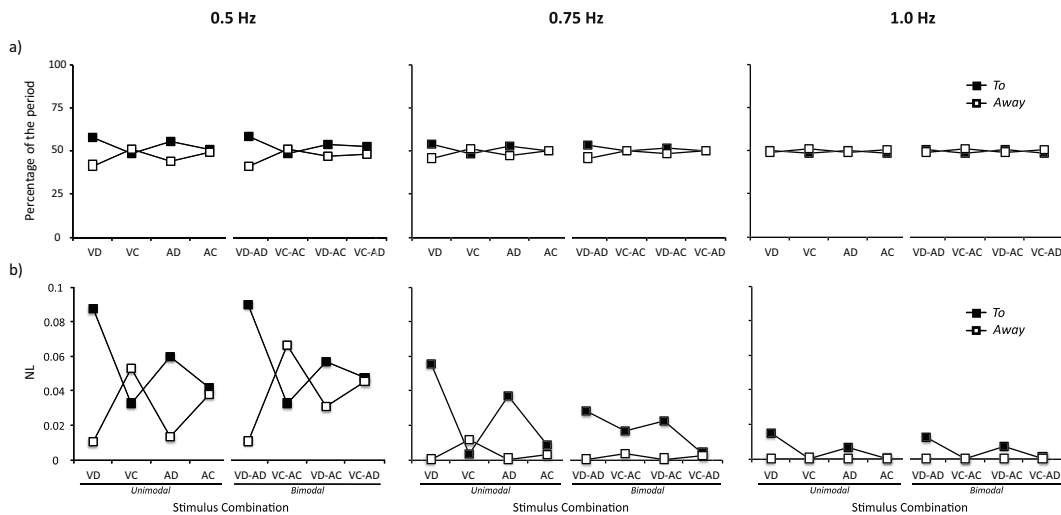 0.5 Hz 0.75 Hz 1.0 Hz
a)
Percentage of the period
100
75
50
25
0
To
Away
VD VC AD AC VD-AD VC-AC VD-AC VC-AD
VD VC AD AC VD-AD VC-AC VD-AC VC-AD
VD VC AD AC VD-AD VC-AC VD-AC VC-AD
b)
NL
0.1
0.08
0.06
0.04
0.02
0
To
Away
VD VC AD AC VD-AD VC-AC VD-AC VC-AD
Unimodal Bimodal
Stimulus Combination
VD VC AD AC VD-AD VC-AC VD-AC VC-AD
Unimodal Bimodal
Stimulus Combination
VD VC AD AC VD-AD VC-AC VD-AC VC-AD
Unimodal Bimodal
Stimulus Combination